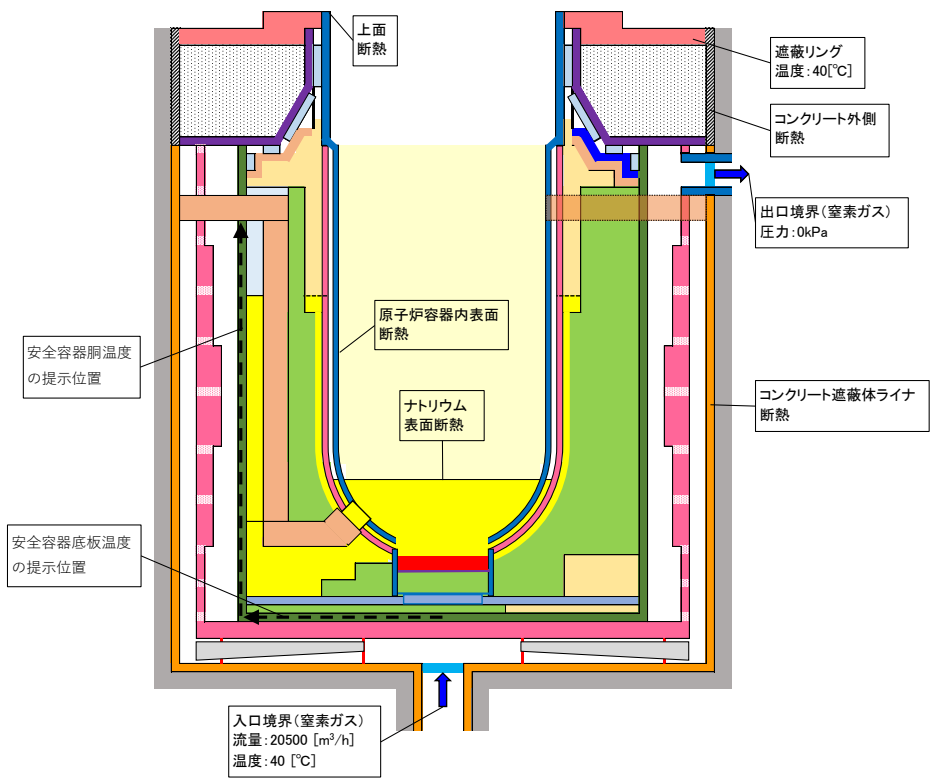 上面
断熱
遮蔽リング
温度:40[℃]
コンクリート外側
断熱
出口境界(窒素ガス)
圧力:0kPa
原子炉容器内表面
断熱
安全容器胴温度
の提示位置
ナトリウム
表面断熱
コンクリート遮蔽体ライナ
断熱
安全容器底板温度
の提示位置
入口境界(窒素ガス)
流量:20500 [m³/h]
温度:40 [℃]